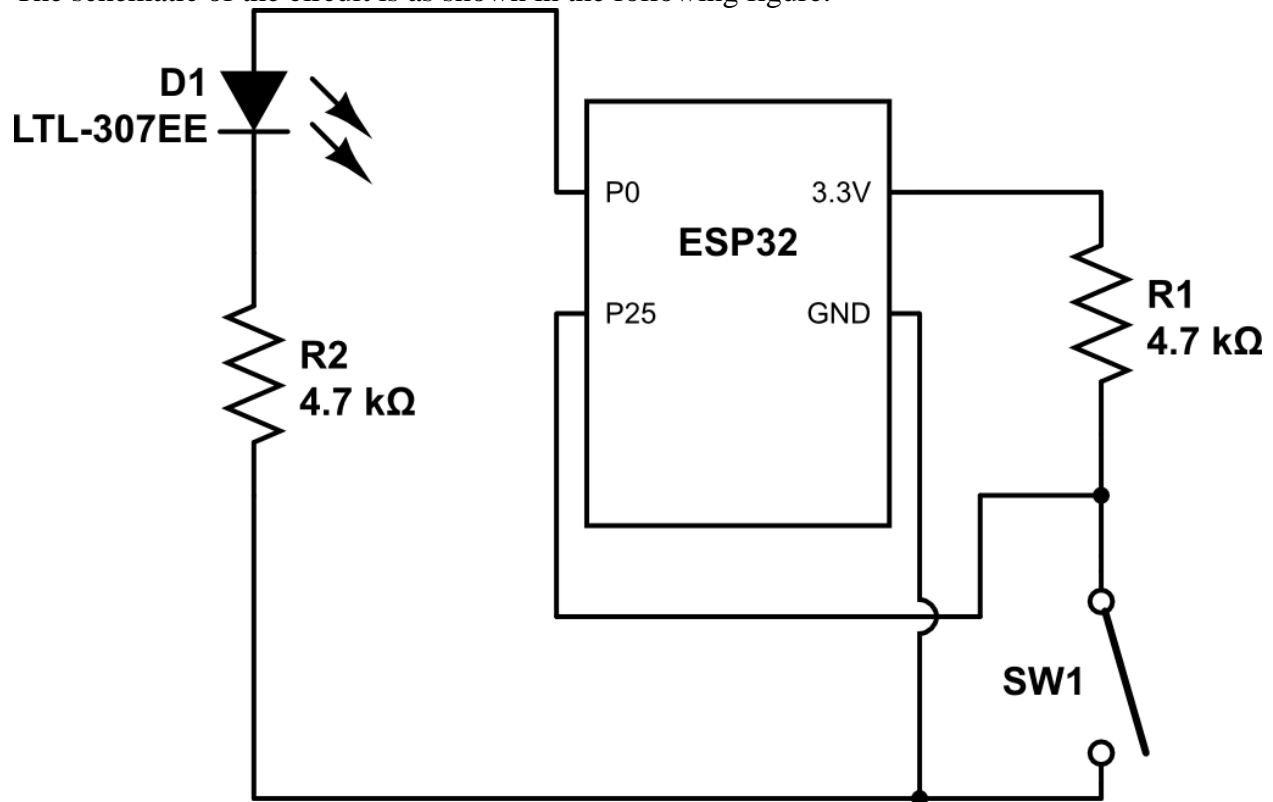 The schematic of the circuit is as shown in the following figure.
D1
LTL-307EE
P0
3.3V
ESP32
P25
GND
R1
4.7 kΩ
R2
4.7 kΩ
SW1